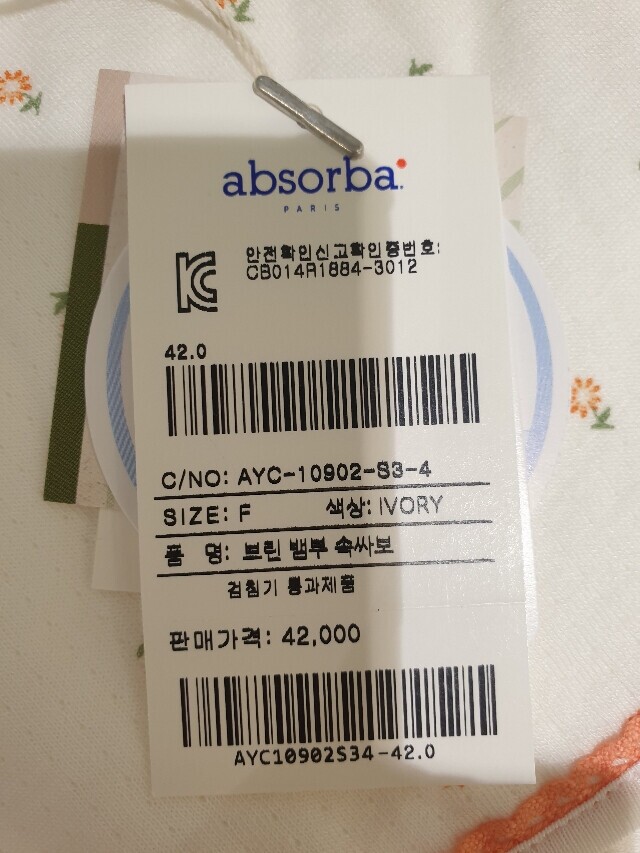 absorba.
PARIS
안전확인신고확인증번호:
CB014R1884-3012
42.0
C/NO: AYC-10902-S3-4
SIZE: F 색상: IVORY
품 명: 브린 뱀부 속싸보
검침기 통과제품
판매가격: 42,000
AYC10902S34-42.0